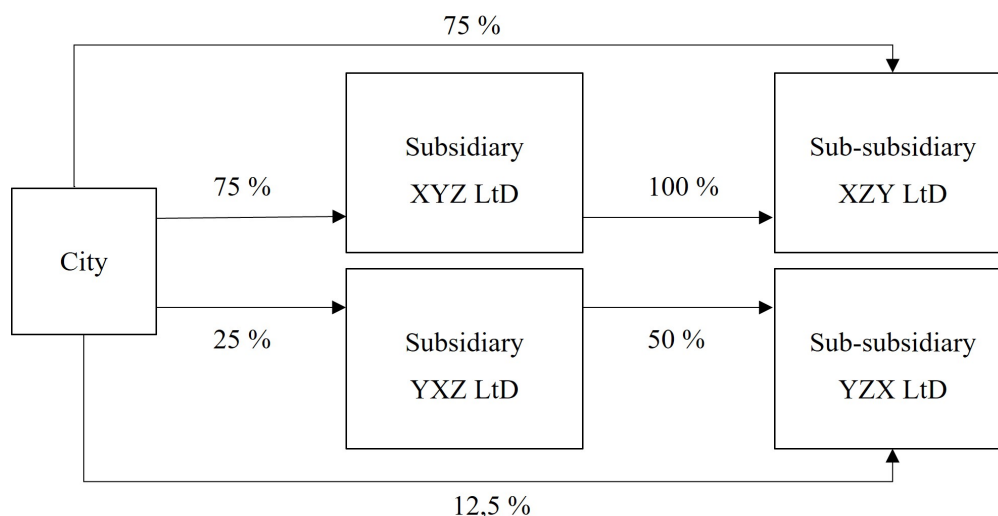 75 %
Subsidiary
XYZ LtD
Sub-subsidiary
XZY LtD
75 %
100 %
City
25 %
50 %
Subsidiary
YXZ LtD
Sub-subsidiary
YZX LtD
12,5 %